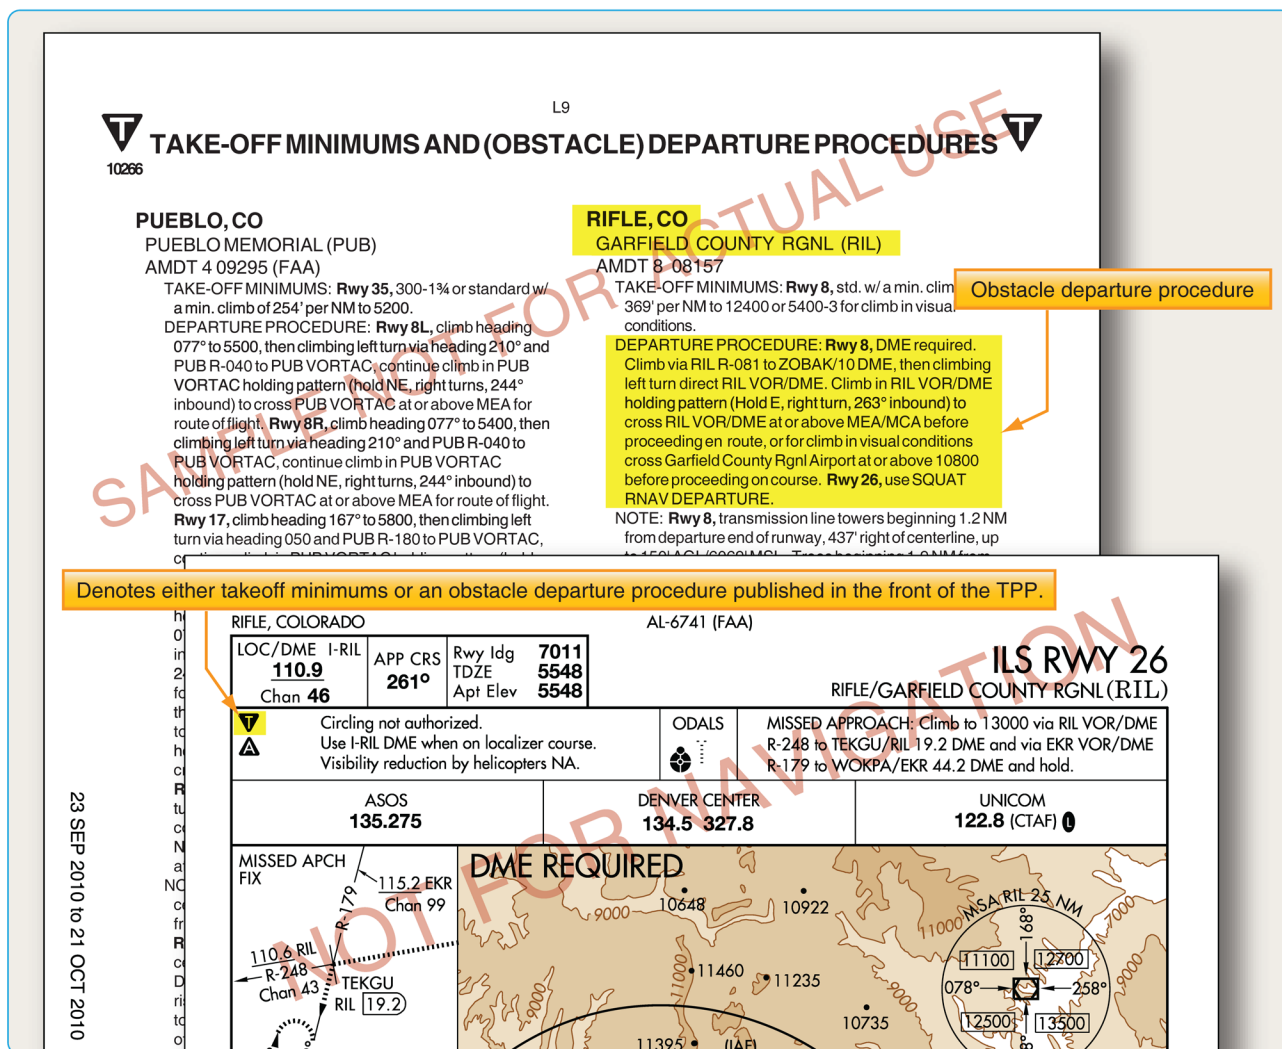 L9
T
T
10266
TAKE-OFF MINIMUMS AND (OBSTACLE) DEPARTURE PROCEDURES
PUEBLO, CO
PUEBLO MEMORIAL (PUB)
AMDT 4 09295 (FAA)
TAKE-OFF MINIMUMS: Rwy 35, 300-1¾ or standard w/
a min. climb of 254' per NM to 5200.
DEPARTURE PROCEDURE: Rwy 8L, climb heading
077° to 5500, then climbing left turn via heading 210° and
PUB R-040 to PUB VORTAC, continue climb in PUB
VORTAC holding pattern (hold NE, right turns, 244°
inbound) to cross PUB VORTAC at or above MEA for
route of flight. Rwy 8R, climb heading 077° to 5400, then
climbing left turn via heading 210° and PUB R-040 to
PUB VORTAC, continue climb in PUB VORTAC
holding pattern (hold NE, right turns, 244° inbound) to
cross PUB VORTAC at or above MEA for route of flight.
Rwy 17, climb heading 167° to 5800, then climbing left
turn via heading 050 and PUB R-180 to PUB VORTAC,
RIFLE, CO
GARFIELD COUNTY RGNL (RIL)
AMDT 8 08157
TAKE-OFF MINIMUMS: Rwy 8, std. w/ a min. clim
369' per NM to 12400 or 5400-3 for climb in visual
conditions.
DEPARTURE PROCEDURE: Rwy 8, DME required.
Climb via RIL R-081 to ZOBAK/10 DME, then climbing
left turn direct RIL VOR/DME. Climb in RIL VOR/DME
holding pattern (Hold E, right turn, 263° inbound) to
cross RIL VOR/DME at or above MEA/MCA before
proceeding en route, or for climb in visual conditions
cross Garfield County Rgnl Airport at or above 10800
before proceeding on course. Rwy 26, use SQUAT
RNAV DEPARTURE.
NOTE: Rwy 8, transmission line towers beginning 1.2 NM
from departure end of runway, 437' right of centerline, up
Obstacle departure procedure
SAMPLE NOT FOR ACTUAL USE
Denotes either takeoff minimums or an obstacle departure procedure published in the front of the TPP.
RIFLE, COLORADO
AL-6741 (FAA)
LOC/DME I-RIL
110.9
Chan 46
APP CRS
261°
Rwy Idg 7011
TDZE 5548
Apt Elev 5548
ILS RWY 26
RIFLE/GARFIELD COUNTY RGNL (RIL)
T
A
Circling not authorized.
Use I-RIL DME when on localizer course.
Visibility reduction by helicopters NA.
ODALS
MISSED APPROACH: Climb to 13000 via RIL VOR/DME
R-248 to TEKGU/RIL 19.2 DME and via EKR VOR/DME
R-179 to WOKPA/EKR 44.2 DME and hold.
ASOS
135.275
DENVER CENTER
134.5 327.8
UNICOM
122.8 (CTAF) L
23 SEP 2010 to 21 OCT 2010
MISSED APCH
FIX
115.2 EKR
Chan 99
R-179
110.6 RIL
R-248
Chan 43
TEKGU
RIL 19.2
DME REQUIRED
10648
10922
9000
11000
7000
11460
11235
11000
9000
9000
10735
11395
(IAF)
MSA RIL 25 NM
168°
11100
12700
078°
258°
12500
13500
NOT FOR NAVIGATION